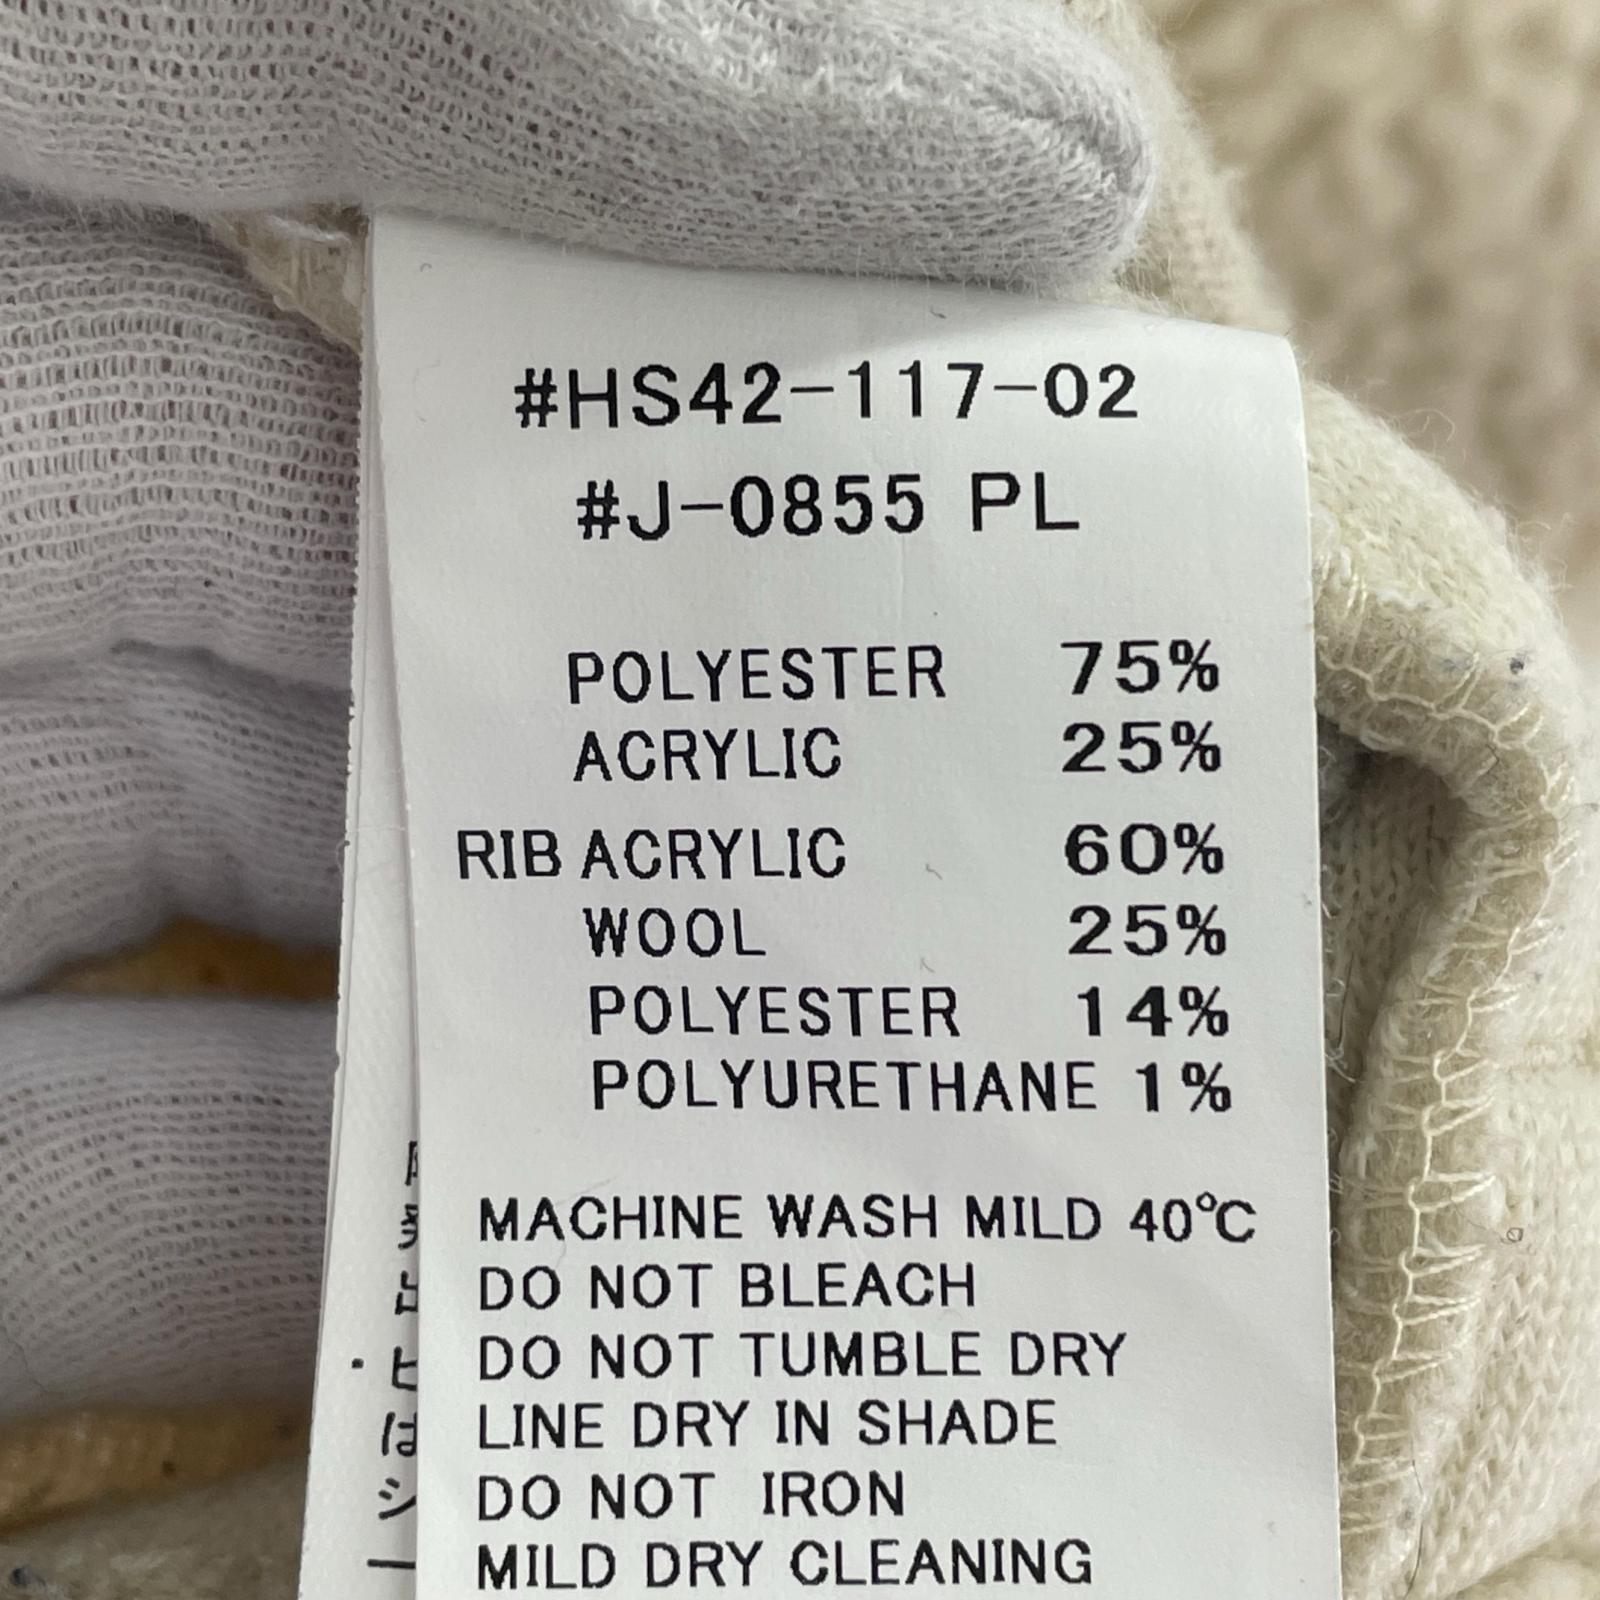 #HS42-117-02
#J-0855 PL
POLYESTER 75%
ACRYLIC 25%
RIB ACRYLIC 60%
WOOL 25%
POLYESTER 14%
POLYURETHANE 1%
MACHINE WASH MILD 40°C
DO NOT BLEACH
DO NOT TUMBLE DRY
LINE DRY IN SHADE
DO NOT IRON
MILD DRY CLEANING